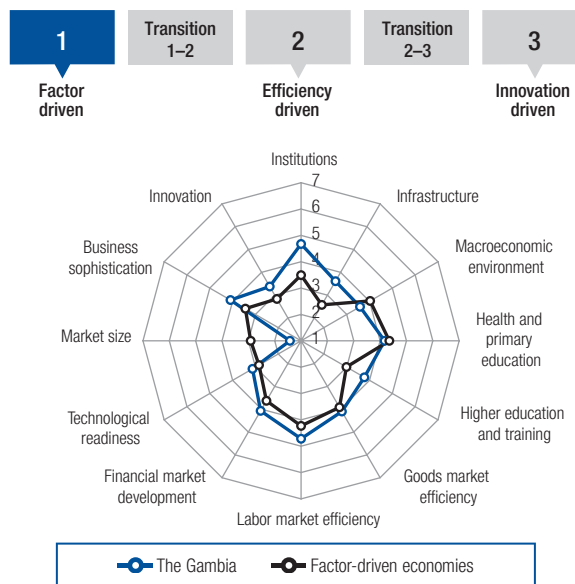 1
Transition
1–2
2
Transition
2–3
3
Factor
driven
Efficiency
driven
Innovation
driven
Institutions
7
Innovation
6
Infrastructure
5
Business
sophistication
4
Macroeconomic
environment
3
2
Market size
1
Health and
primary
education
Technological
readiness
Higher education
and training
Financial market
development
Goods market
efficiency
Labor market efficiency
The Gambia
Factor-driven economies